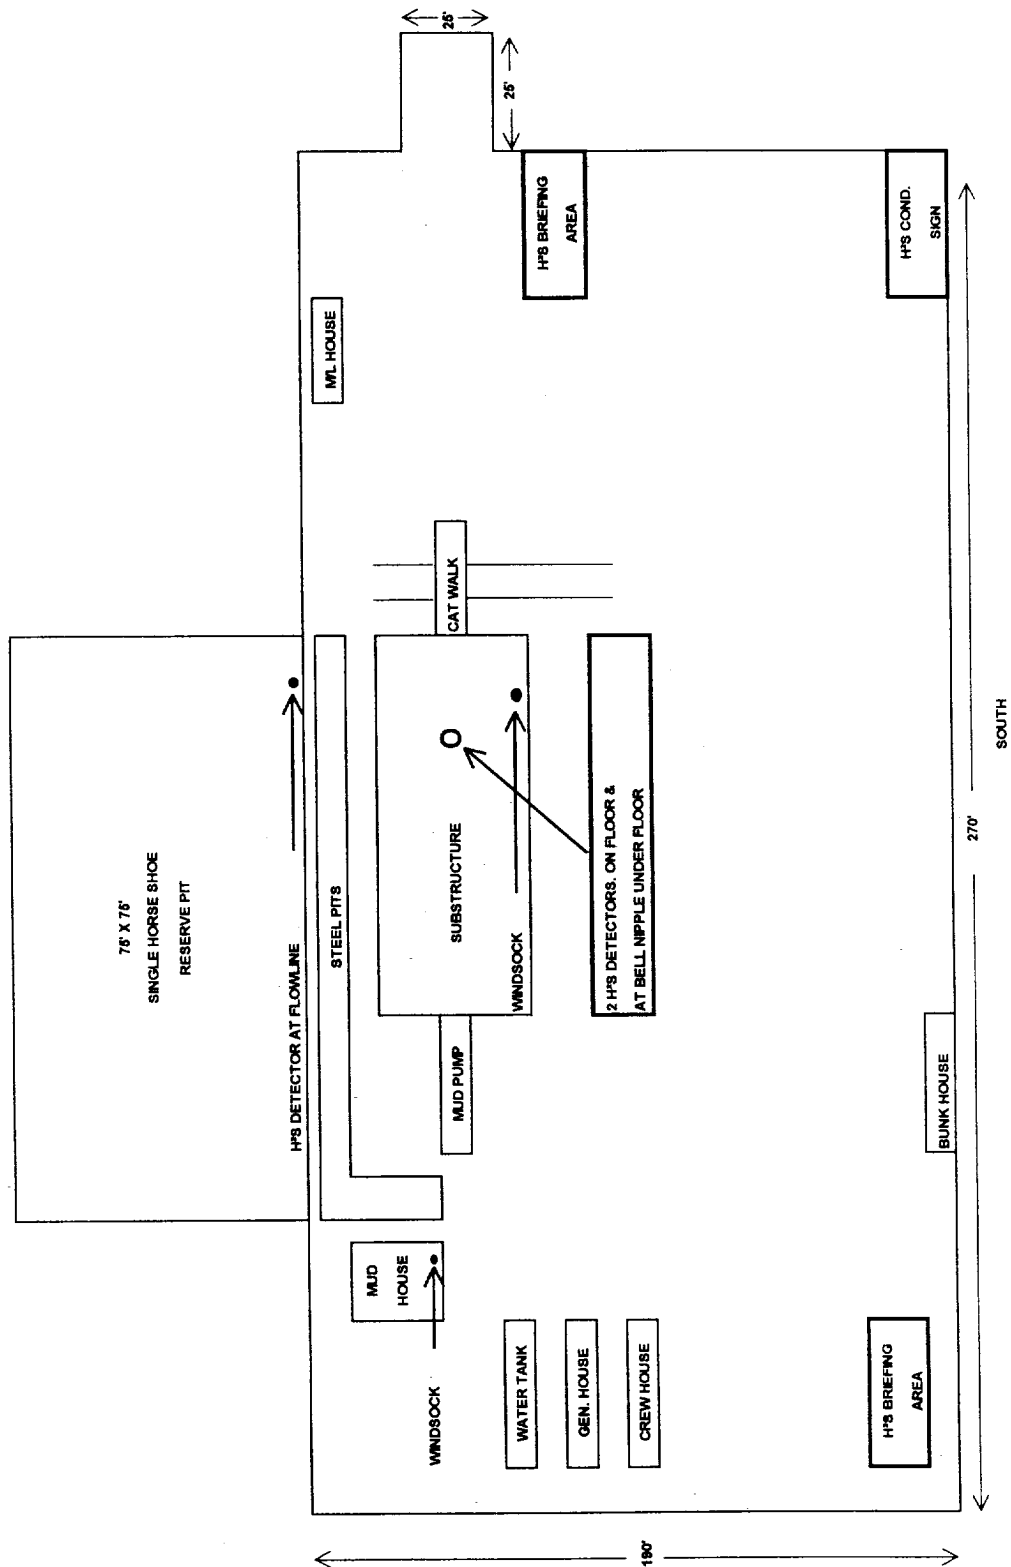 75' X 75'
SINGLE HORSE SHOE
RESERVE PIT
H²S DETECTOR AT FLOWLINE
M/L HOUSE
STEEL PITS
MUD
HOUSE
WINDSOCK
25'
25'
CAT WALK
SUBSTRUCTURE
MUD PUMP
WINDSOCK
WATER TANK
GEN. HOUSE
CREW HOUSE
H²S BRIEFING
AREA
2 H²S DETECTORS. ON FLOOR &
AT BELL NIPPLE UNDER FLOOR
190'
H²S BRIEFING
AREA
BUNK HOUSE
H²S COND.
SIGN
270'
SOUTH